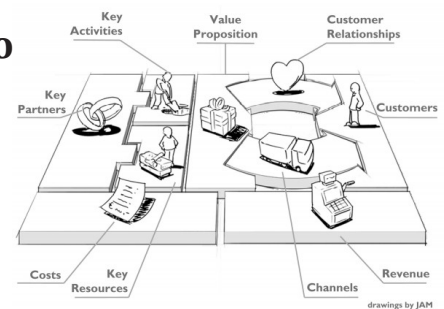 o
Key
Activities
Value
Proposition
Customer
Relationships
Key
Partners
Customers
Costs
Key
Resources
Channels
Revenue
drawings by JAM